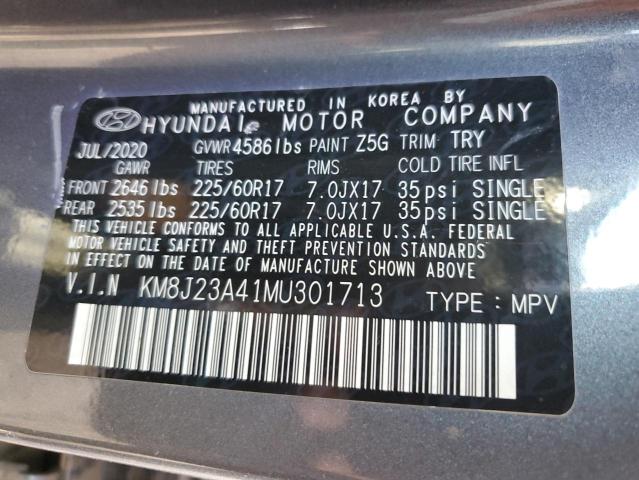 MANUFACTURED IN KOREA BY
HYUNDAI MOTOR COMPANY
JUL/2020 GVWR 4586lbs PAINT Z5G TRIM TRY
GAWR TIRES RIMS COLD TIRE INFL
FRONT 2646 lbs 225/60R17 7.0JX17 35psi SINGLE
REAR 2535 lbs 225/60R17 7.0JX17 35psi SINGLE
THIS VEHICLE CONFORMS TO ALL APPLICABLE U.S.A. FEDERAL
MOTOR VEHICLE SAFETY AND THEFT PREVENTION STANDARDS
IN EFFECT ON THE DATE OF MANUFACTURE SHOWN ABOVE.
V.I.N KM8J23A41MU301713 TYPE : MPV